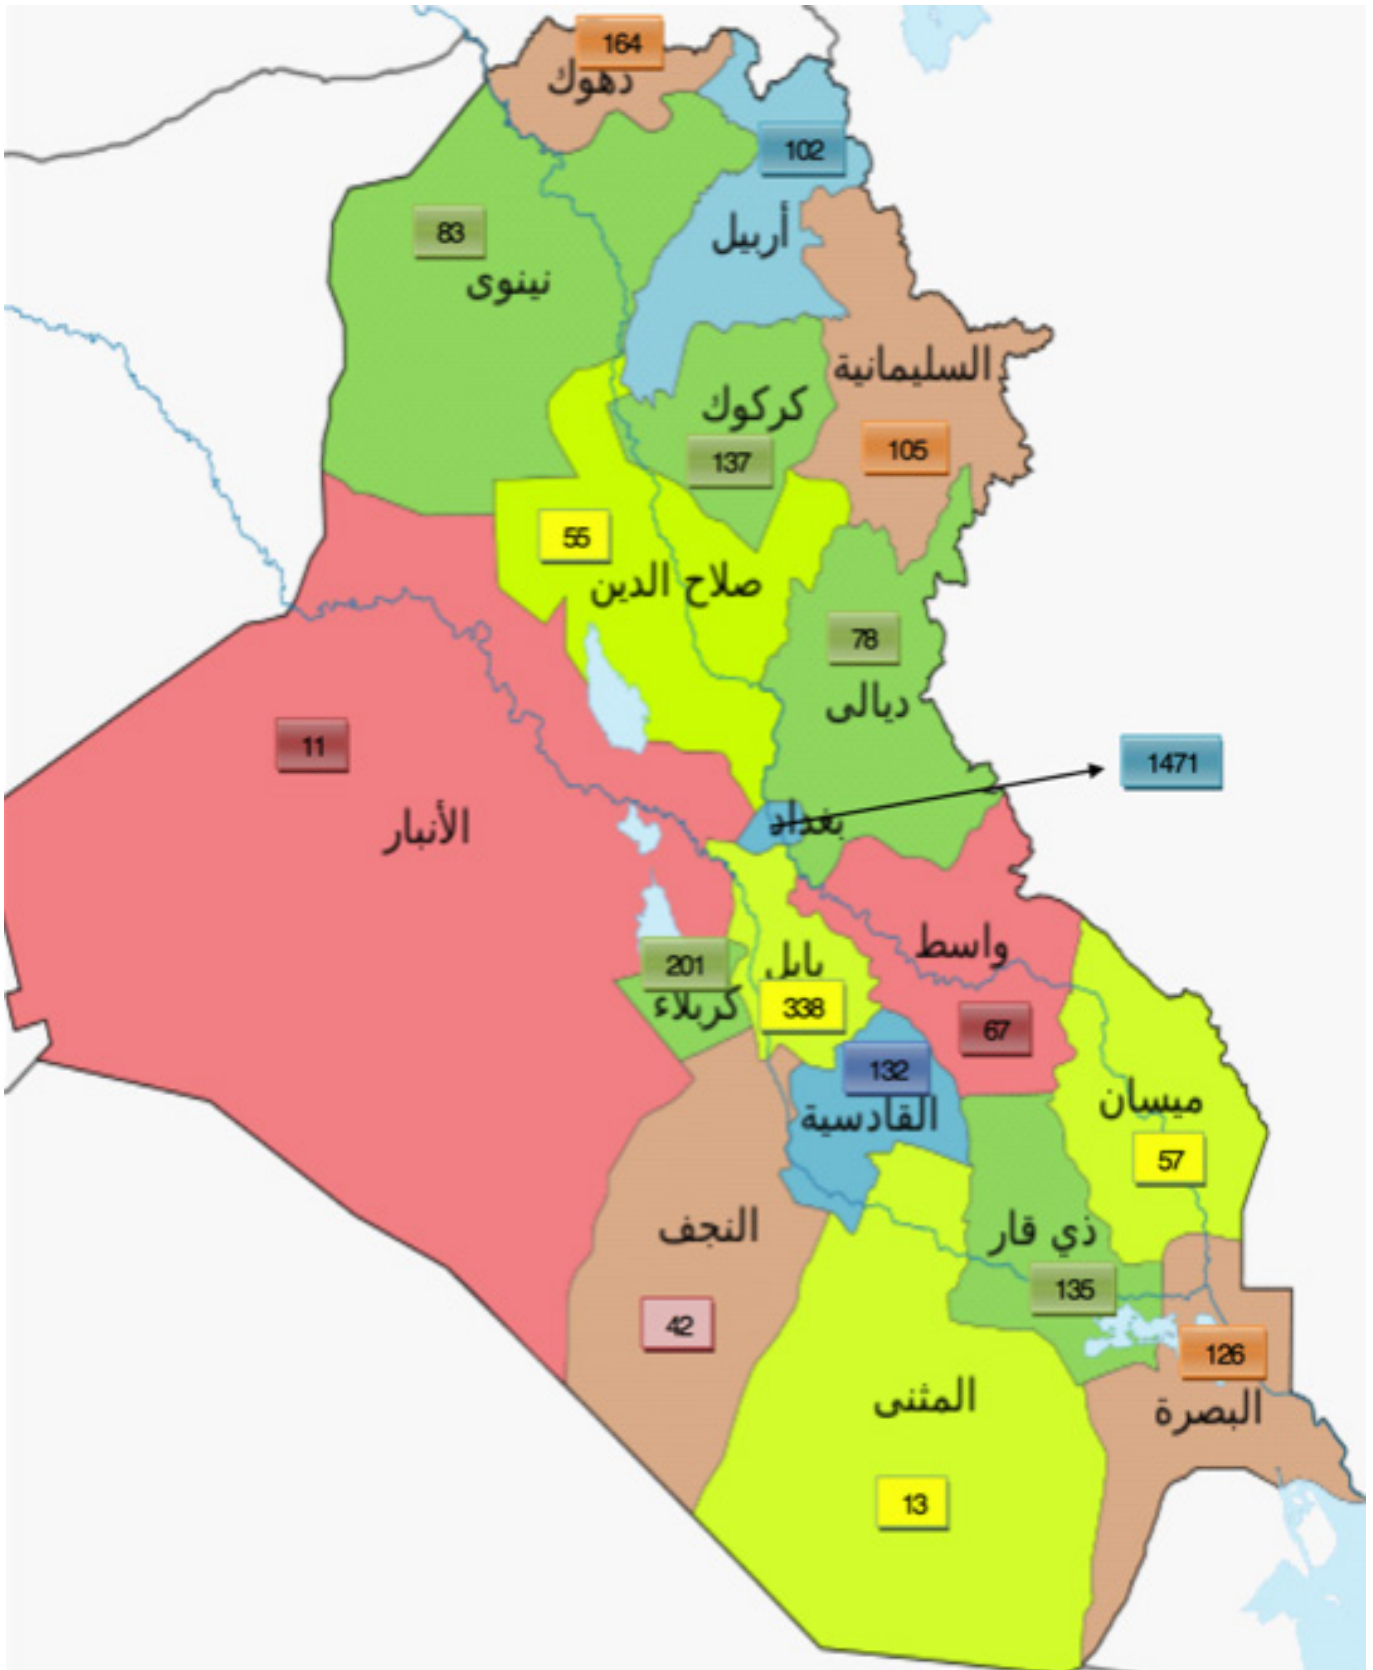 164
دهوك
102
أربيل
83
نينوى
السليمانية
105
كركوك
137
55
صلاح الدين
78
ديالى
11
الأنبار
1471
بغداد
واسط
67
201
كربلاء
بابل
338
132
القادسية
ميسان
57
النجف
42
ذي قار
135
126
البصرة
المثنى
13